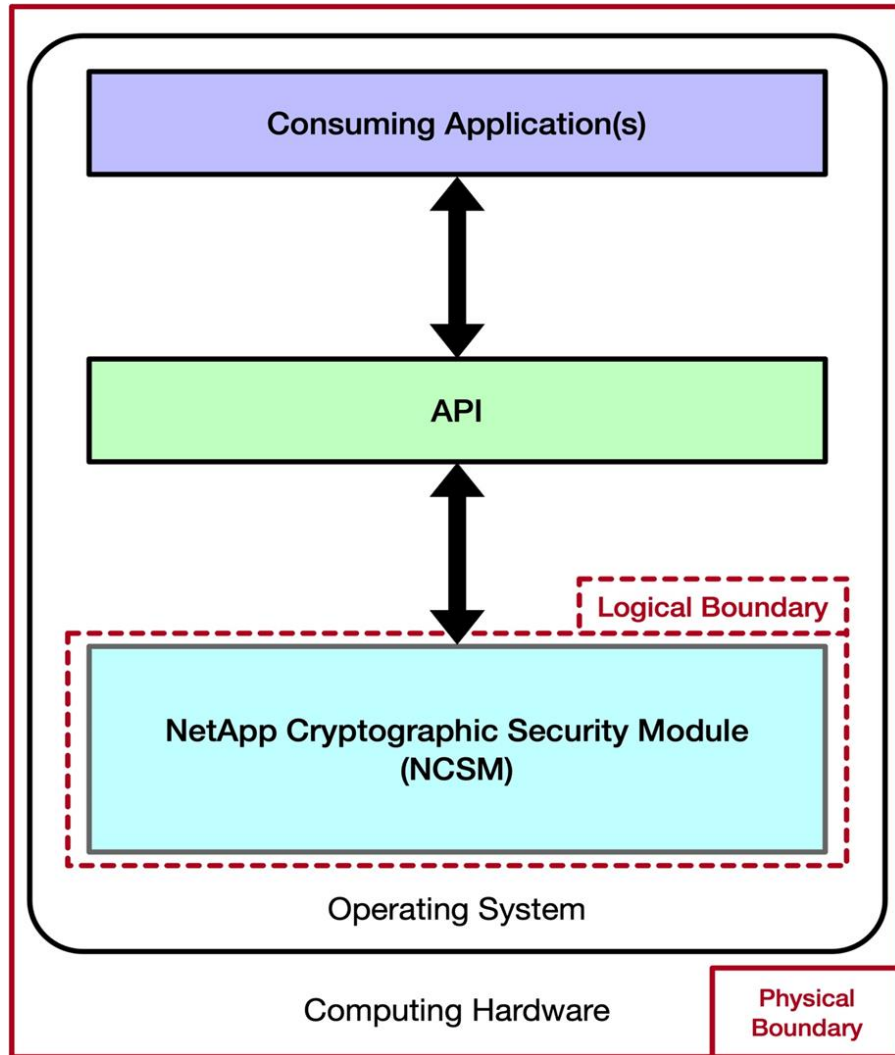 Consuming Application(s)
API
Logical Boundary
NetApp Cryptographic Security Module
(NCSM)
Operating System
Computing Hardware
Physical
Boundary